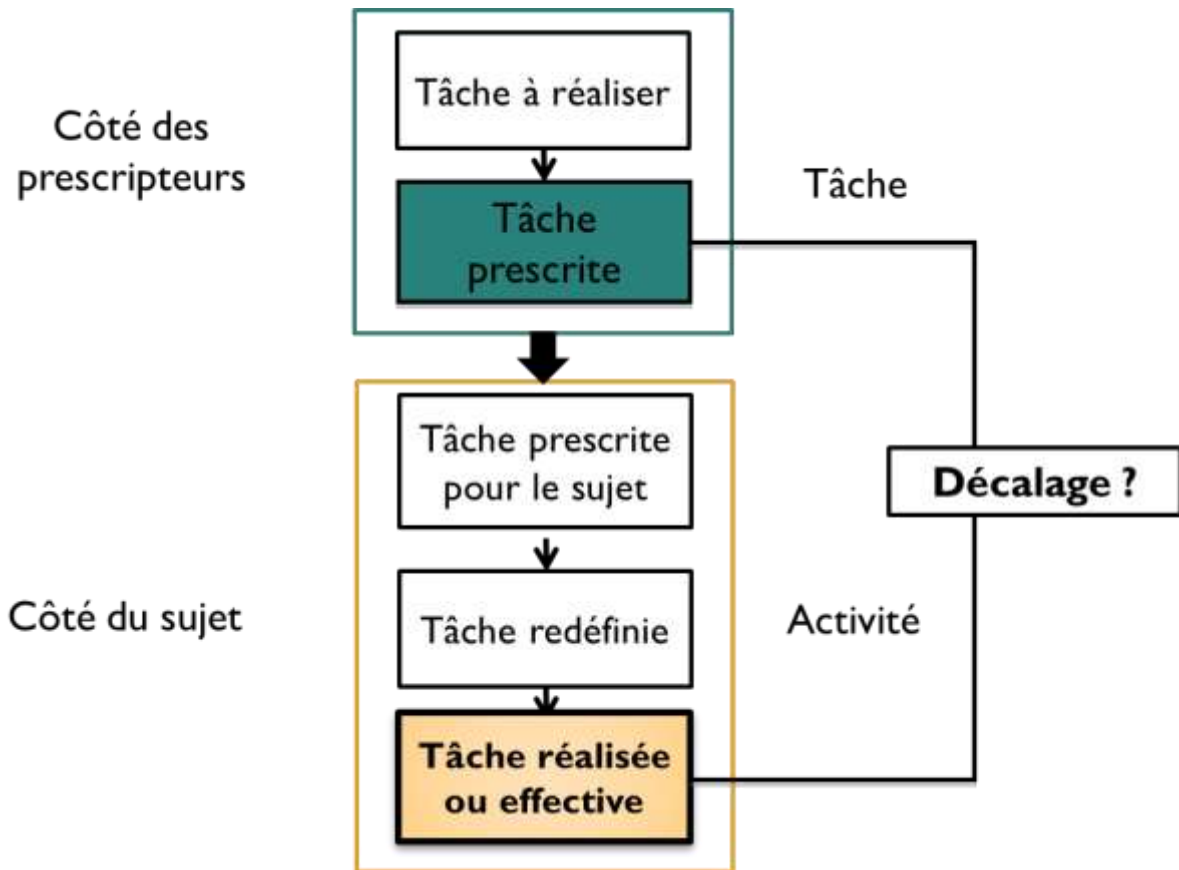 Tâche à réaliser
Côté des
prescripteurs
Tâche
prescrite
Tâche
Tâche prescrite
pour le sujet
Décalage ?
Côté du sujet
Tâche redéfinie
Activité
Tâche réalisée
ou effective